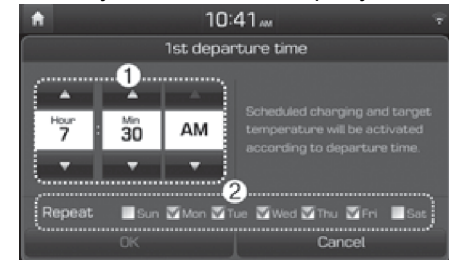 10:41 AM
1st departure time
1
Hour Min
7 : 30 AM
Scheduled charging and target
temperature will be activated
according to departure time.
2
Repeat Sun Mon Tue Wed Thu Fri Sat
OK Cancel